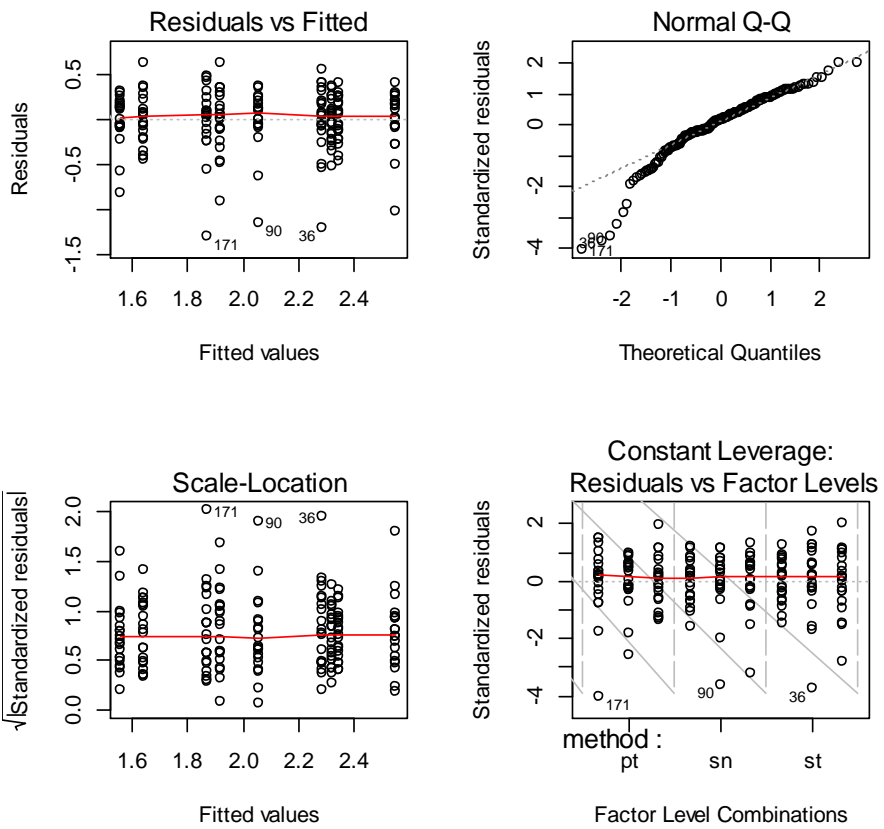 Residuals vs Fitted
Residuals
0.5
-0.5
-1.5
171
90
36
1.6
2.0
2.2
2.4
Fitted values
Normal Q-Q
Standardized residuals
2
1
0
-2
-4
90
36
171
-2
-1
0
1
2
Theoretical Quantiles
Scale-Location
√|Standardized residuals|
2.0
1.5
1.0
0.5
0.0
171
90
36
1.6
2.0
2.2
2.4
Fitted values
Constant Leverage:
Residuals vs Factor Levels
Standardized residuals
2
0
-2
-4
171
90
36
method :
pt
sn
st
Factor Level Combinations